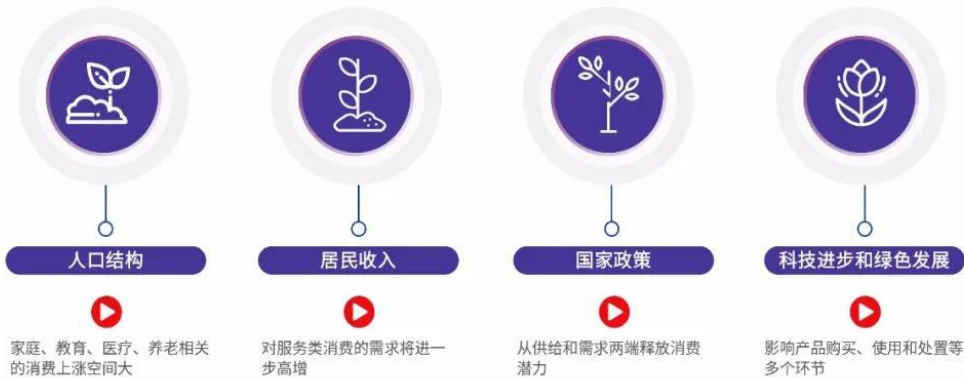 人口结构
居民收入
国家政策
科技进步和绿色发展
家庭、教育、医疗、养老相关
的消费上涨空间大
对服务类消费的需求将进一
步高增
从供给和需求两端释放消费
潜力
影响产品购买、使用和处置等
多个环节